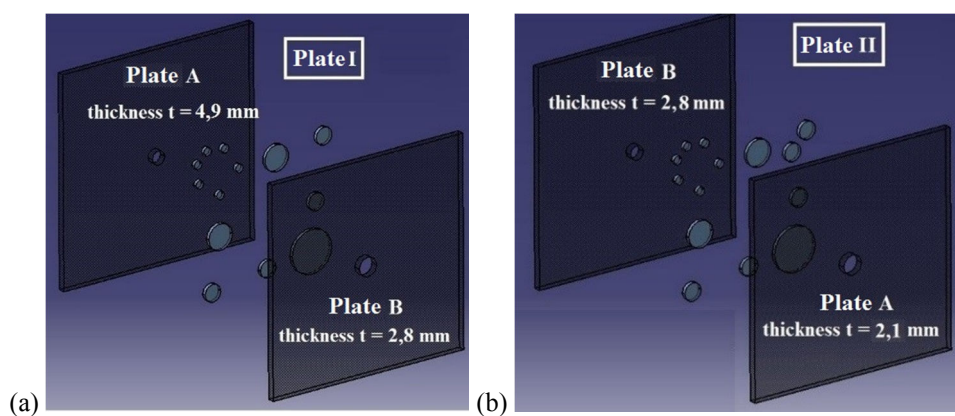 Plate I
Plate A
thickness t = 4,9 mm
Plate B
thickness t = 2,8 mm
(a)
Plate II
Plate B
thickness t = 2,8 mm
Plate A
thickness t = 2,1 mm
(b)